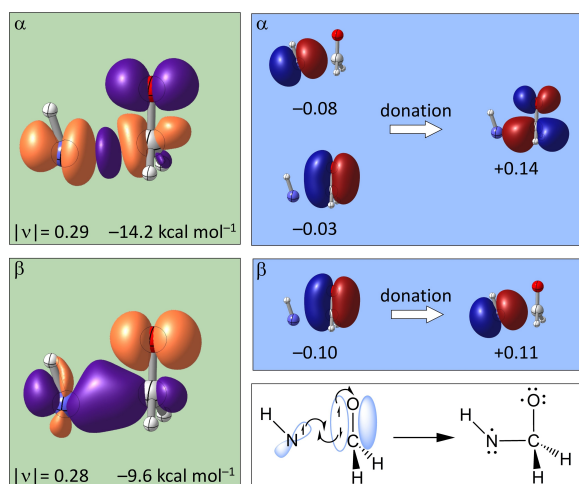 α
|ν|= 0.29 −14.2 kcal mol⁻¹
α
−0.08
donation
+0.14
−0.03
β
|ν|= 0.28 −9.6 kcal mol⁻¹
β
donation
−0.10
+0.11
O
H
N
C
H
H
O
H
N
C
H
H